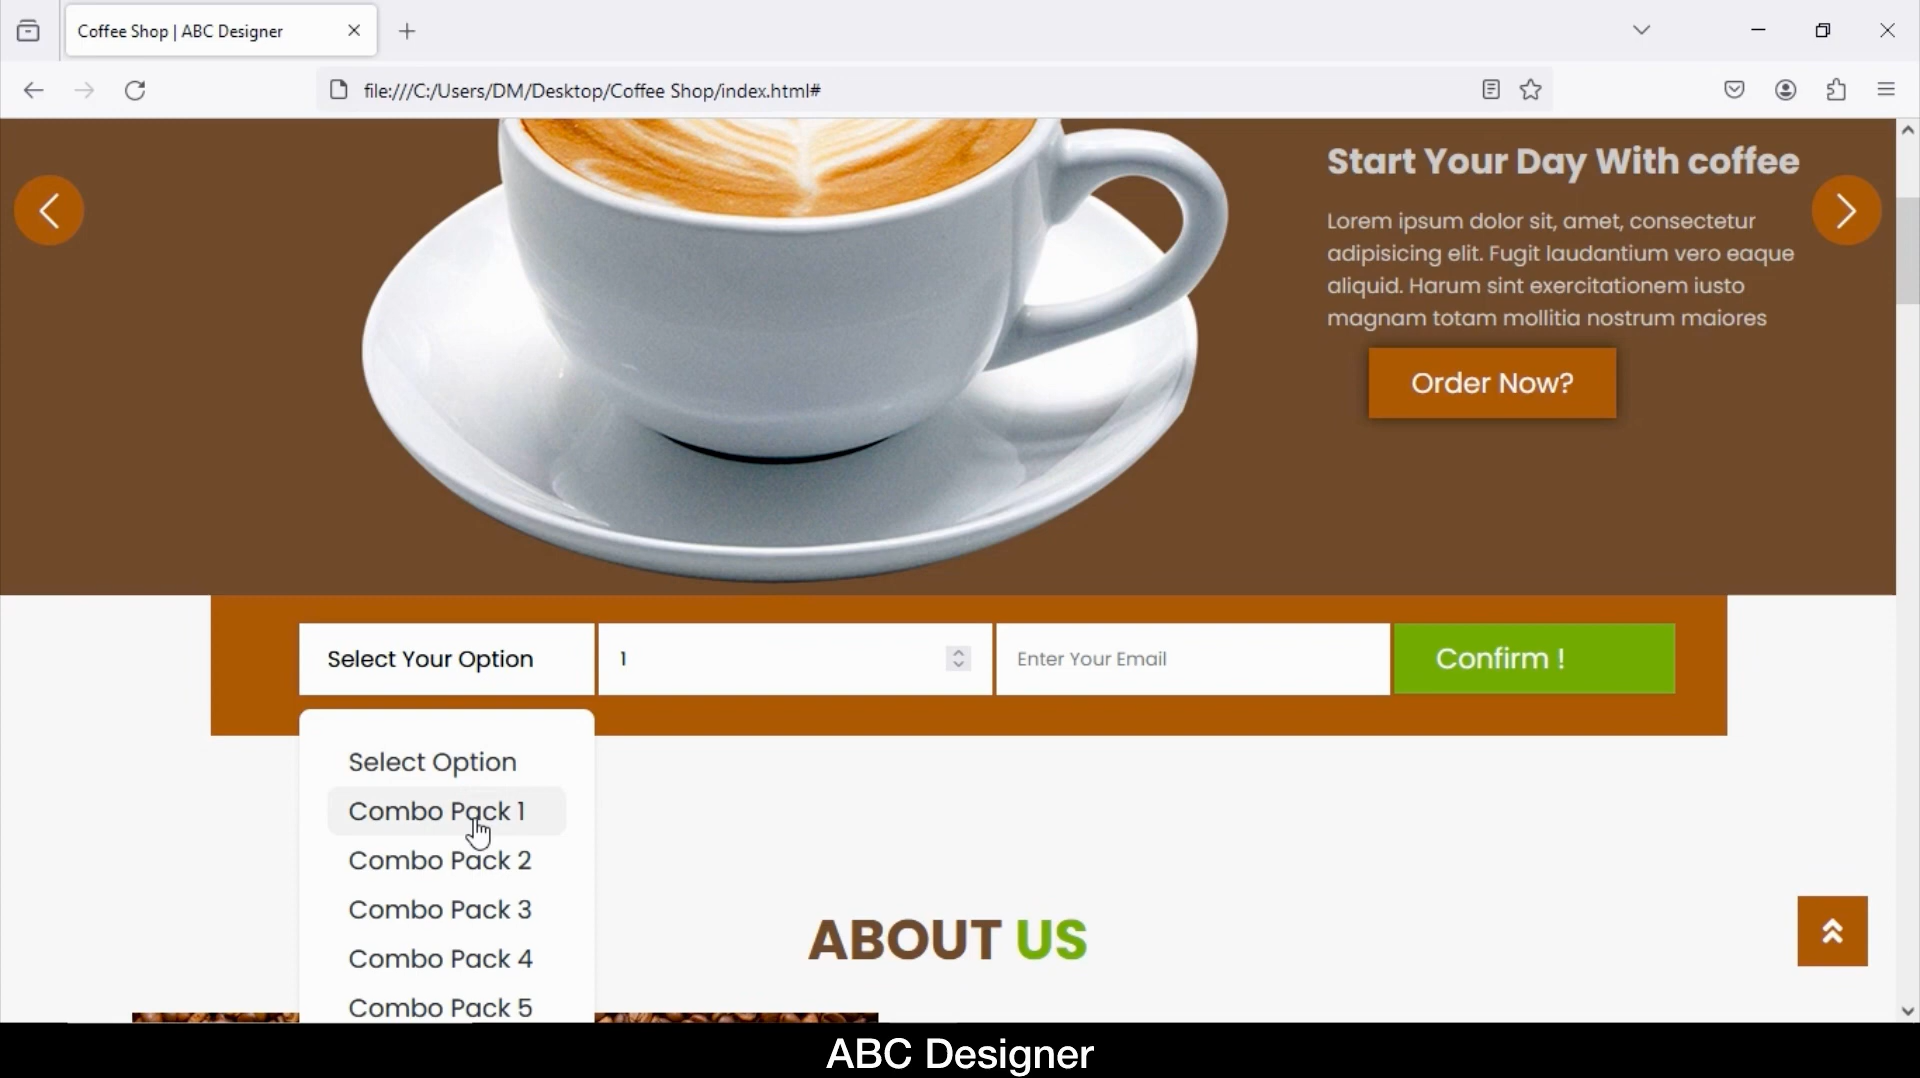 Coffee Shop | ABC Designer
file:///C:/Users/DM/Desktop/Coffee Shop/index.html#
Start Your Day With coffee
Lorem ipsum dolor sit, amet, consectetur
adipisicing elit. Fugit laudantium vero eaque
aliquid. Harum sint exercitationem iusto
magnam totam mollitia nostrum maiores
Order Now?
Select Your Option
1
Enter Your Email
Confirm !
Select Option
Combo Pack 1
Combo Pack 2
Combo Pack 3
Combo Pack 4
Combo Pack 5
ABOUT US
ABC Designer